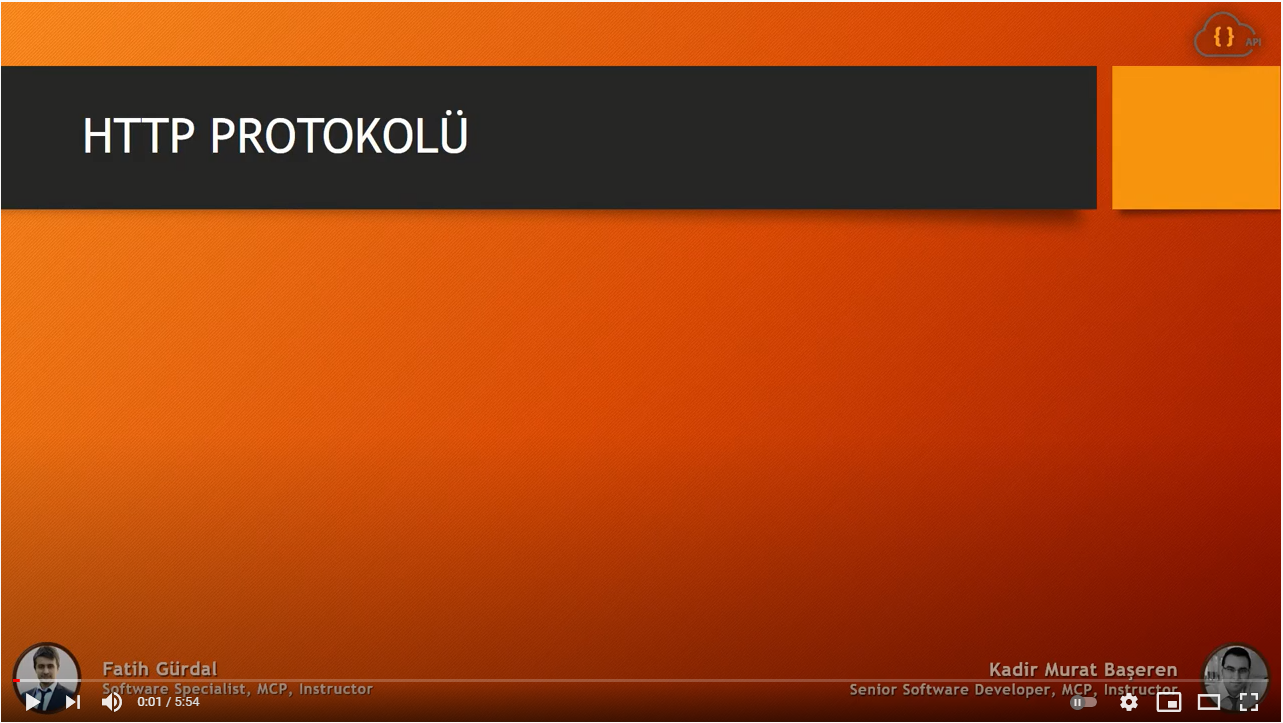 { } API
HTTP PROTOKOLÜ
Fatih Gürdal
Software Specialist, MCP, Instructor
Kadir Murat Başeren
Senior Software Developer, MCP, Instructor
0:01 / 5:54